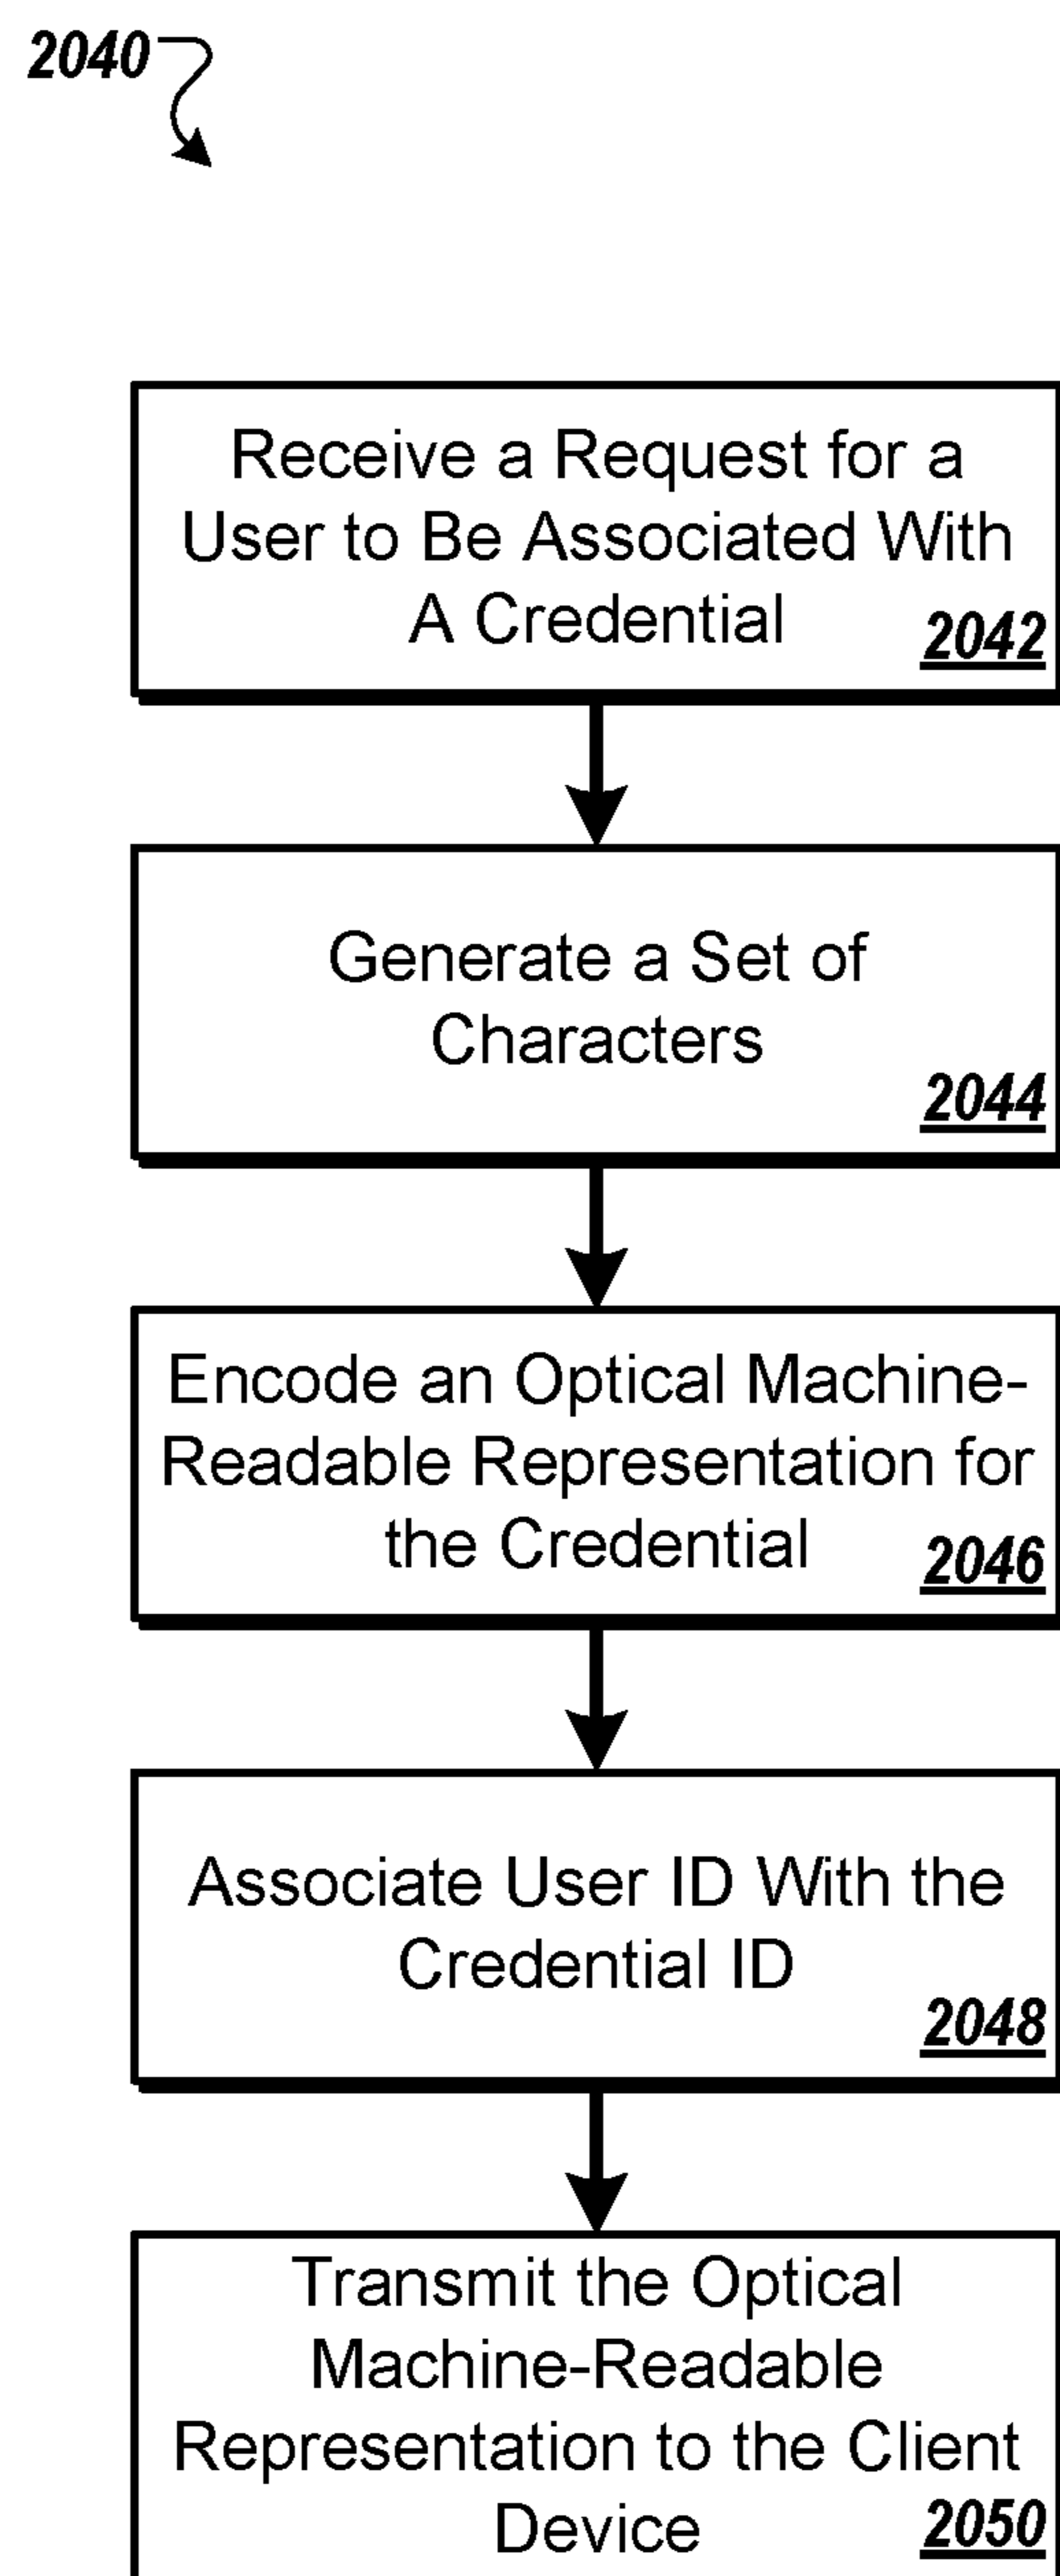 2040
Receive a Request for a
User to Be Associated With
A Credential
2042
Generate a Set of
Characters
2044
Encode an Optical Machine-
Readable Representation for
the Credential
2046
Associate User ID With the
Credential ID
2048
Transmit the Optical
Machine-Readable
Representation to the Client
Device
2050